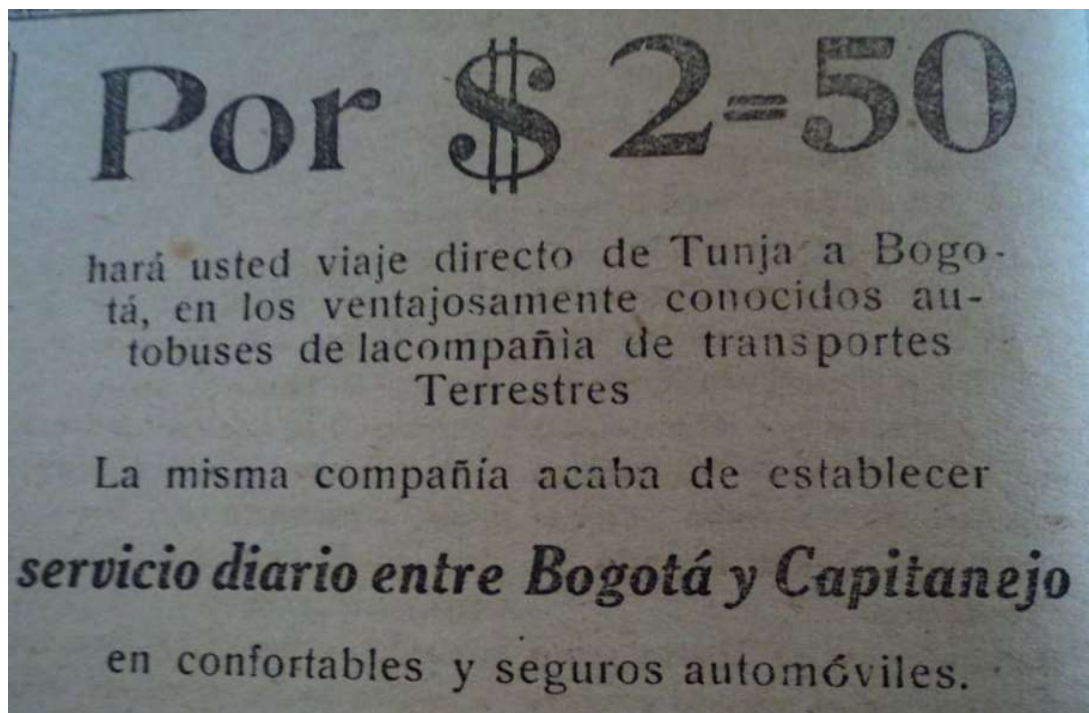 Por $ 2=50
hará usted viaje directo de Tunja a Bogo-
tá, en los ventajosamente conocidos au-
tobuses de lacompañia de transportes
Terrestres
La misma compañía acaba de establecer
servicio diario entre Bogotá y Capitanejo
en confortables y seguros automóviles.